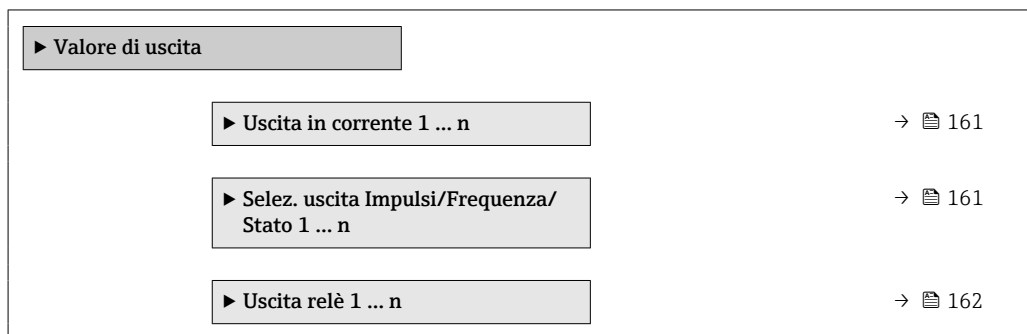 ▶ Valore di uscita
▶ Uscita in corrente 1 … n → 161
▶ Selez. uscita Impulsi/Frequenza/ → 161
Stato 1 … n
▶ Uscita relè 1 … n → 162